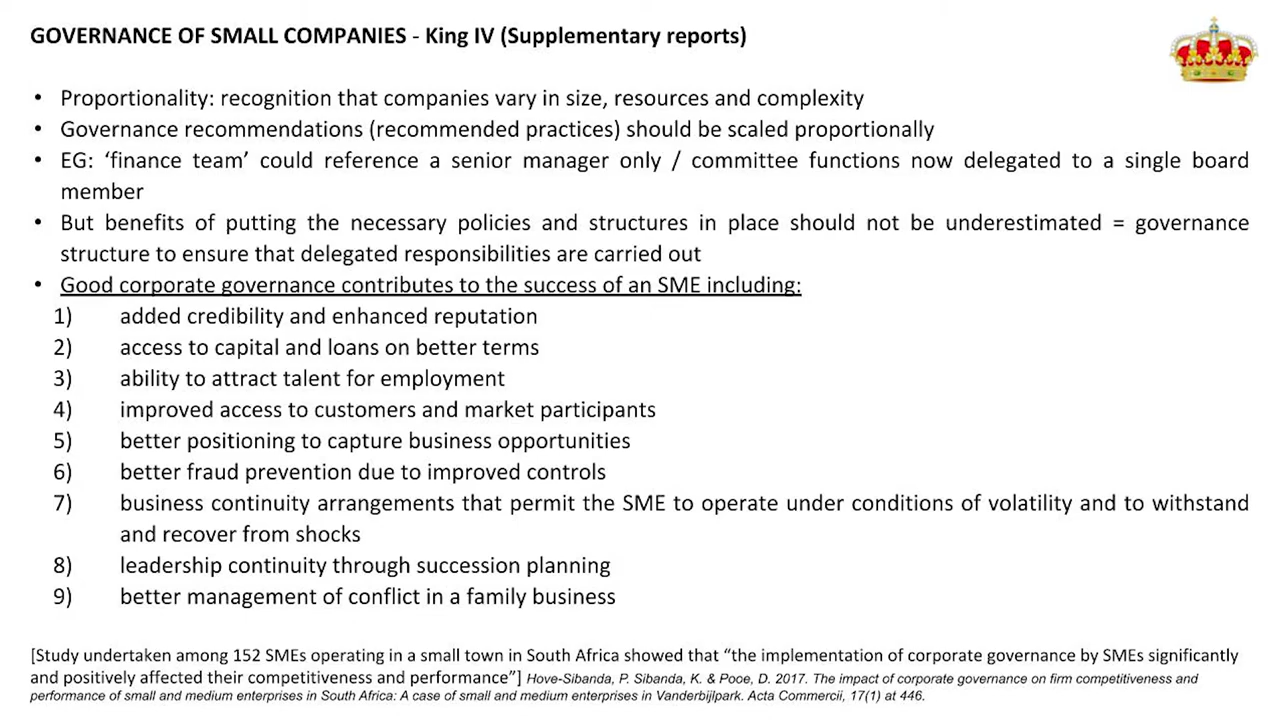 GOVERNANCE OF SMALL COMPANIES - King IV (Supplementary reports)
• Proportionality: recognition that companies vary in size, resources and complexity
• Governance recommendations (recommended practices) should be scaled proportionally
• EG: ‘finance team’ could reference a senior manager only / committee functions now delegated to a single board
member
• But benefits of putting the necessary policies and structures in place should not be underestimated = governance
structure to ensure that delegated responsibilities are carried out
• Good corporate governance contributes to the success of an SME including:
1) added credibility and enhanced reputation
2) access to capital and loans on better terms
3) ability to attract talent for employment
4) improved access to customers and market participants
5) better positioning to capture business opportunities
6) better fraud prevention due to improved controls
7) business continuity arrangements that permit the SME to operate under conditions of volatility and to withstand
and recover from shocks
8) leadership continuity through succession planning
9) better management of conflict in a family business
[Study undertaken among 152 SMEs operating in a small town in South Africa showed that “the implementation of corporate governance by SMEs significantly
and positively affected their competitiveness and performance”] Hove-Sibanda, P. Sibanda, K. & Pooe, D. 2017. The impact of corporate governance on firm competitiveness and
performance of small and medium enterprises in South Africa: A case of small and medium enterprises in Vanderbijlpark. Acta Commercii, 17(1) at 446.